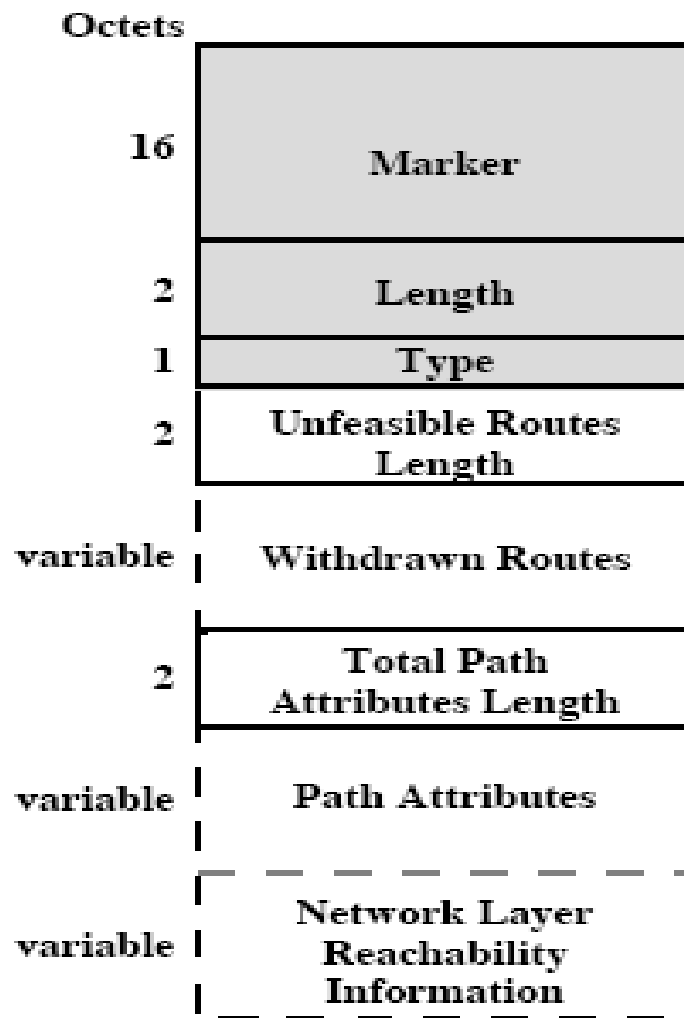 Octets
16
Marker
2
Length
1
Type
2
Unfeasible Routes
Length
variable
Withdrawn Routes
2
Total Path
Attributes Length
variable
Path Attributes
variable
Network Layer
Reachability
Information